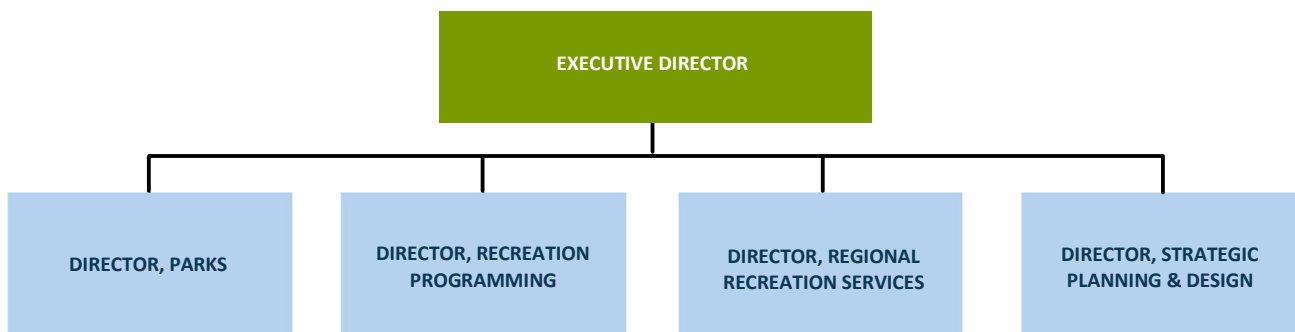 EXECUTIVE DIRECTOR
DIRECTOR, PARKS
DIRECTOR, RECREATION
PROGRAMMING
DIRECTOR, REGIONAL
RECREATION SERVICES
DIRECTOR, STRATEGIC
PLANNING & DESIGN